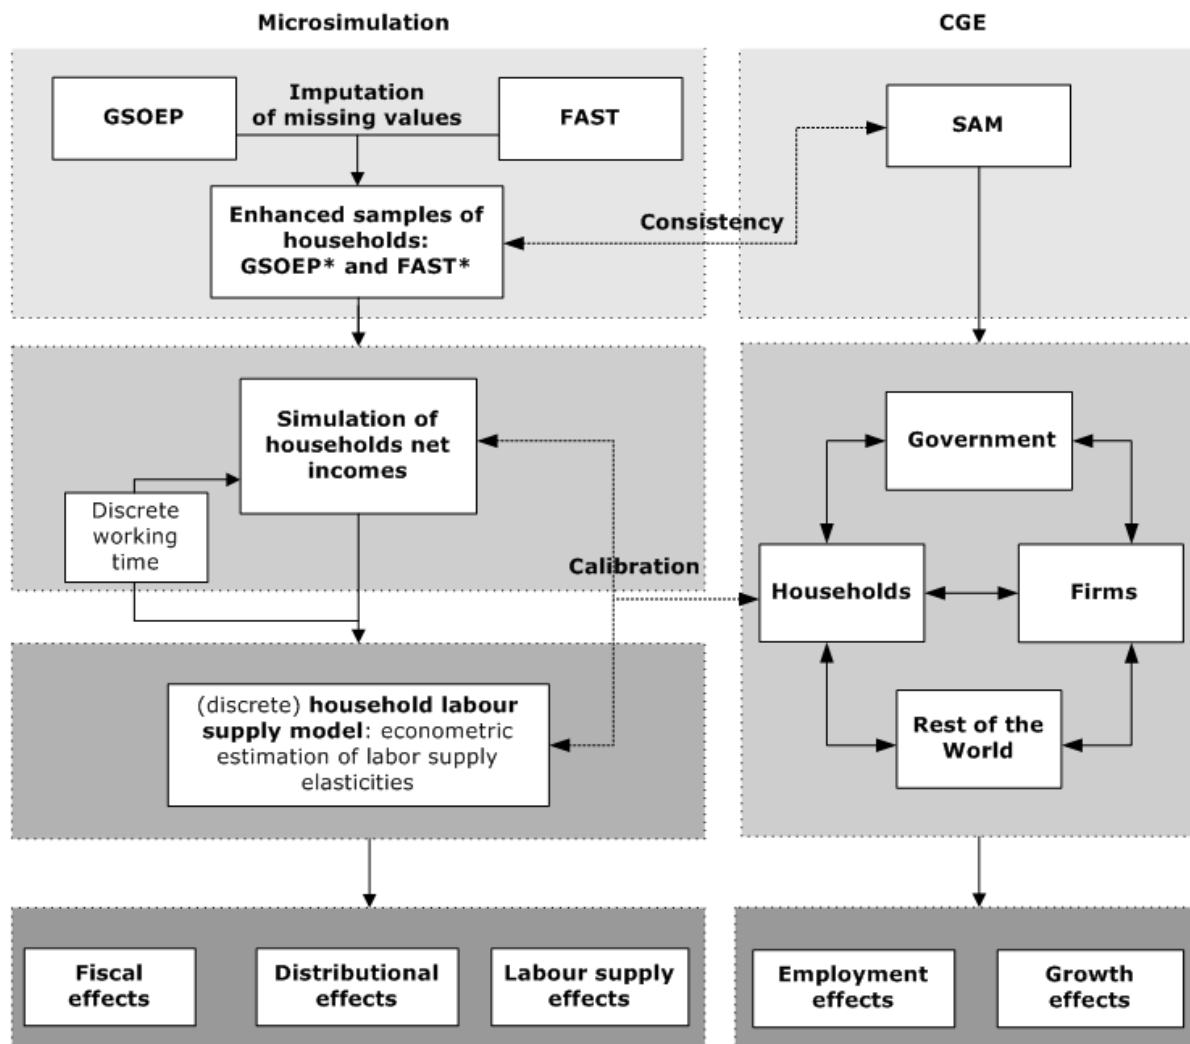 Microsimulation
CGE
GSOEP
Imputation
of missing values
FAST
SAM
Enhanced samples of
households:
GSOEP* and FAST*
Consistency
Simulation of
households net
incomes
Discrete
working
time
Calibration
Government
Households
Firms
Rest of the
World
(discrete) household labour
supply model: econometric
estimation of labor supply
elasticities
Fiscal
effects
Distributional
effects
Labour supply
effects
Employment
effects
Growth
effects